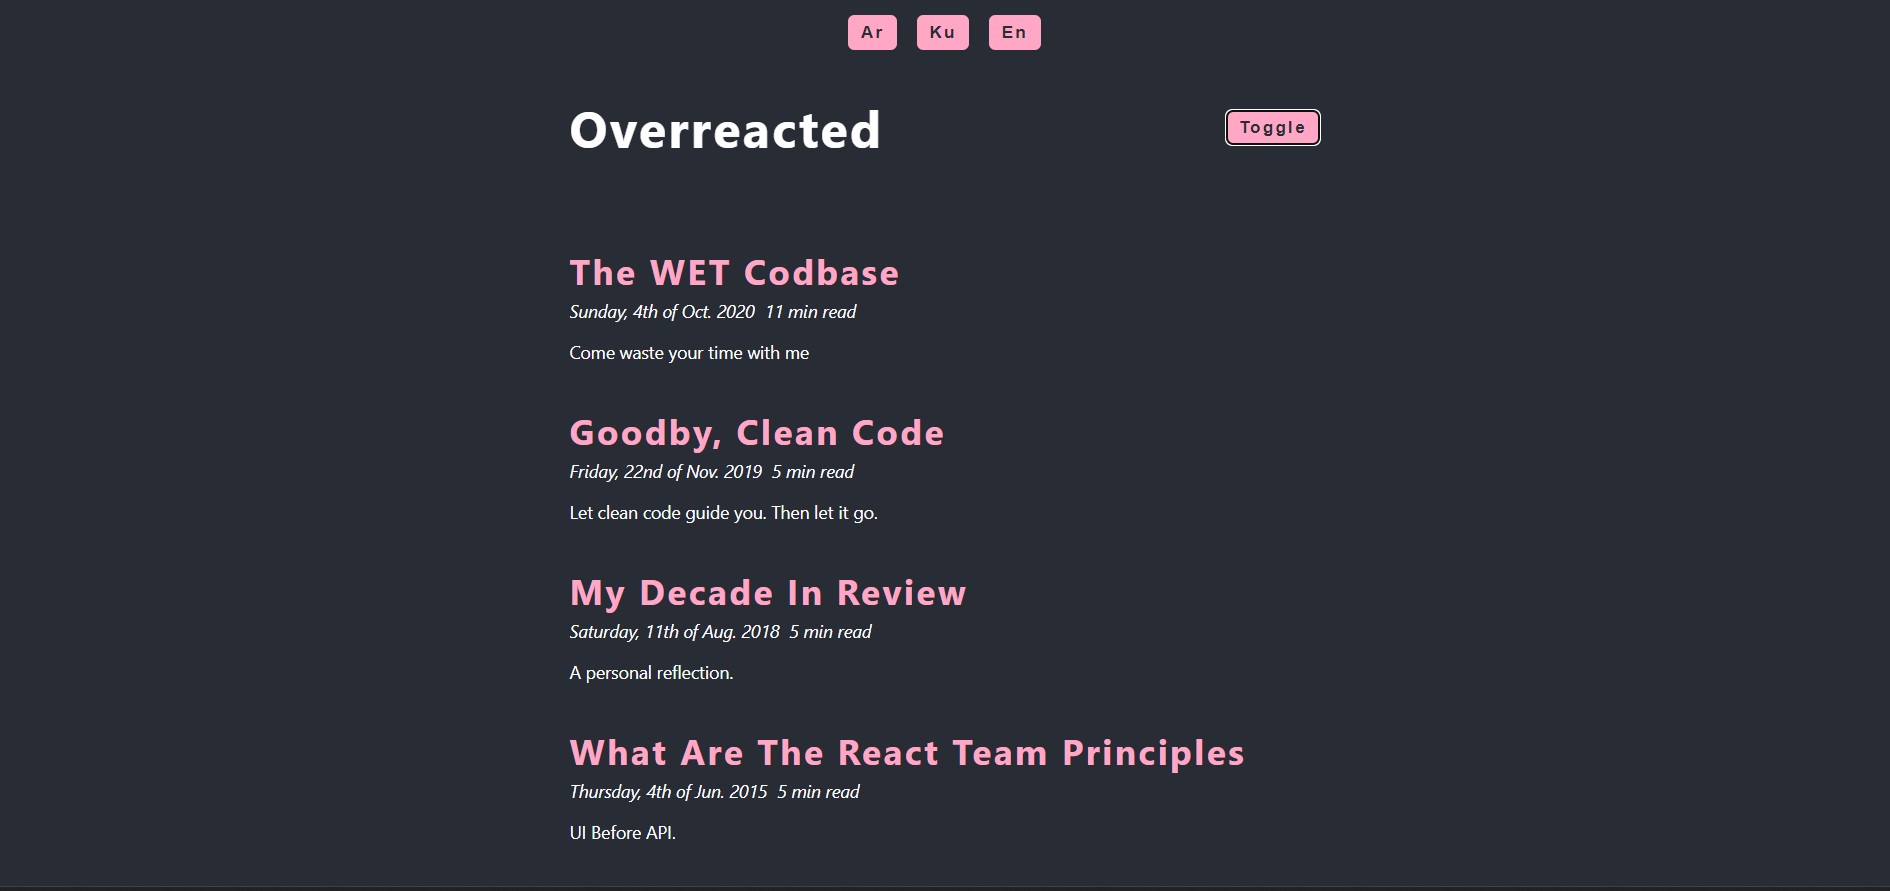 Ar Ku En
Overreacted
Toggle
The WET Codbase
Sunday, 4th of Oct. 2020 11 min read
Come waste your time with me
Goodby, Clean Code
Friday, 22nd of Nov. 2019 5 min read
Let clean code guide you. Then let it go.
My Decade In Review
Saturday, 11th of Aug. 2018 5 min read
A personal reflection.
What Are The React Team Principles
Thursday, 4th of Jun. 2015 5 min read
UI Before API.